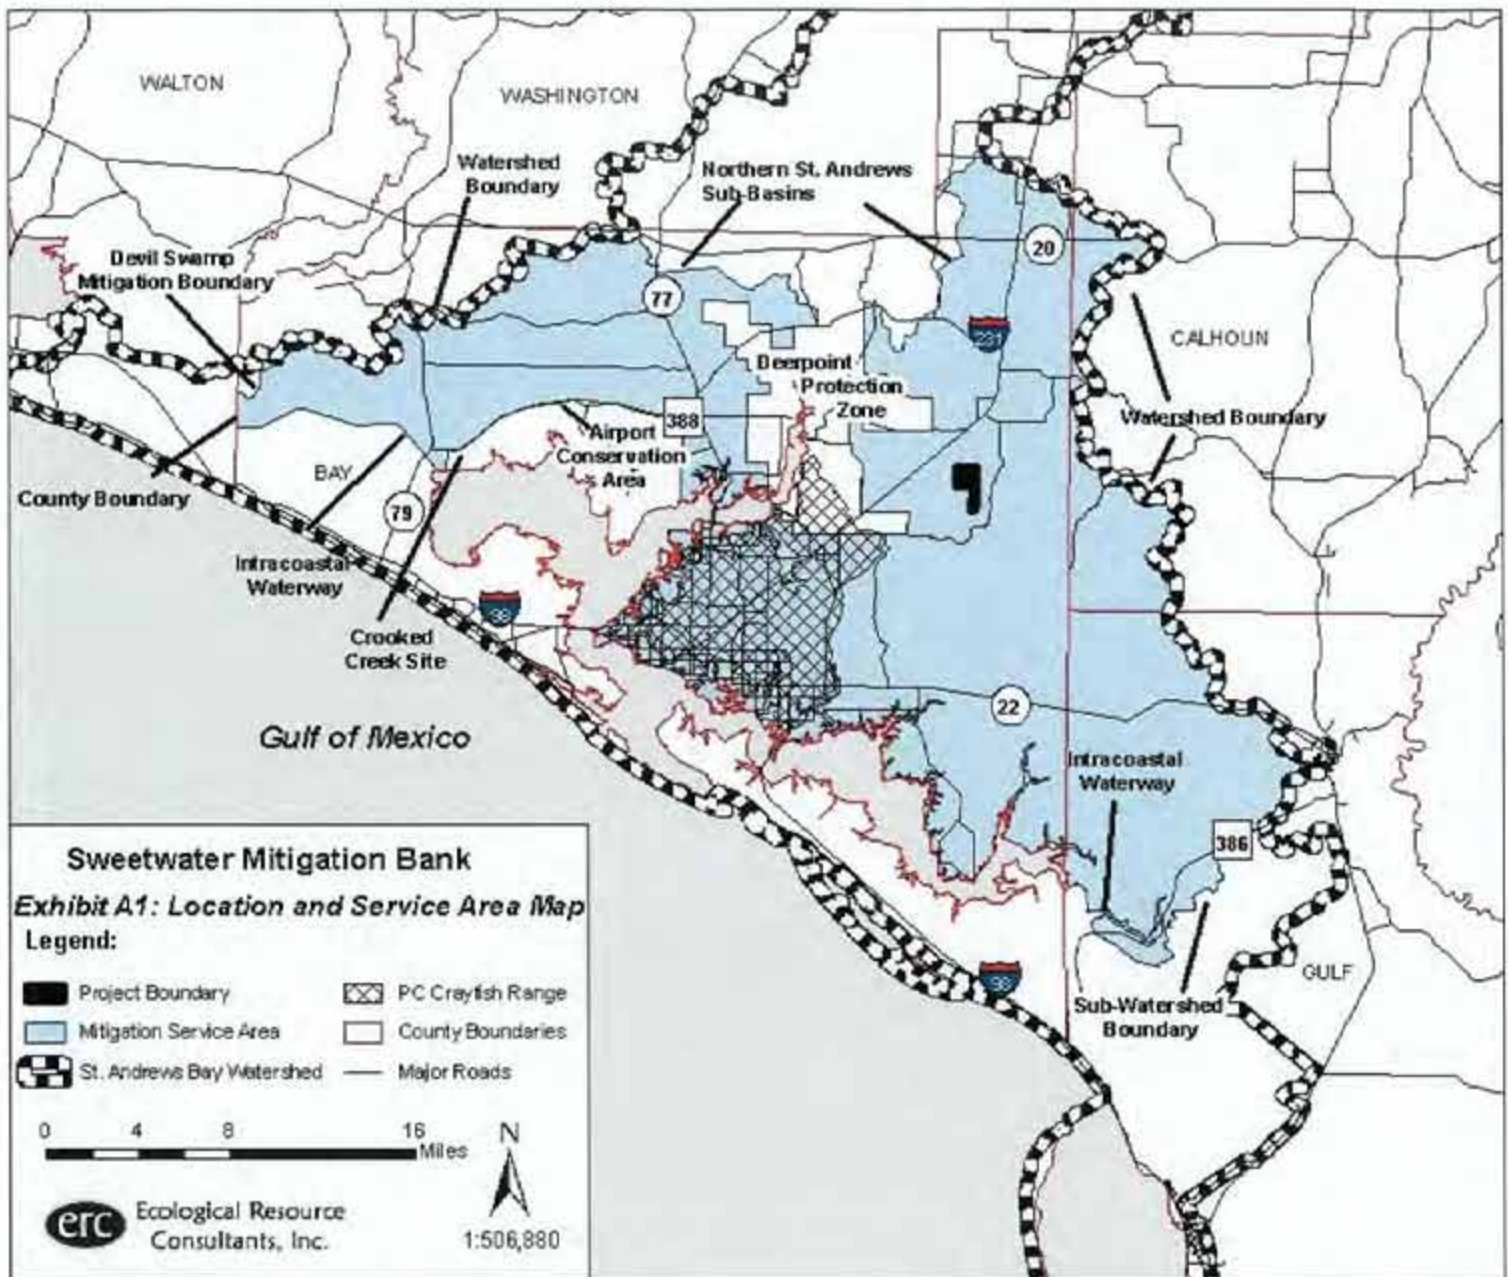 WALTON
WASHINGTON
Watershed
Boundary
Northern St. Andrews
Sub-Basins
Devil Swamp
Mitigation Boundary
20
77
231
CALHOUN
Deerpoint
Protection
Zone
388
Airport
Conservation
Area
Watershed Boundary
BAY
County Boundary
79
Intracoastal
Waterway
98
Crooked
Creek Site
22
Gulf of Mexico
Intracoastal
Waterway
386
98
GULF
Sub-Watershed
Boundary
Sweetwater Mitigation Bank
Exhibit A1: Location and Service Area Map
Legend:
Project Boundary
PC Crayfish Range
Mitigation Service Area
County Boundaries
St. Andrews Bay Watershed
Major Roads
0 4 8 16
Miles
N
erc
Ecological Resource
Consultants, Inc.
1:506,880